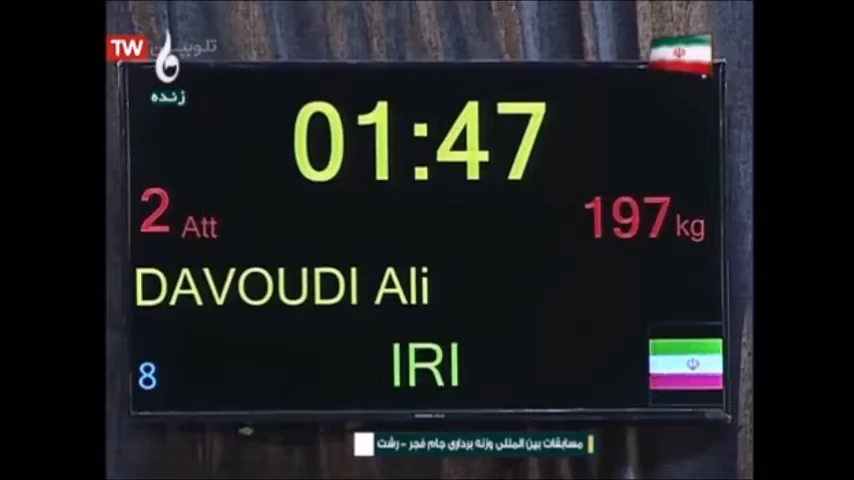 TW تلوبیـون
زنده
01:47
2 Att 197 kg
DAVOUDI Ali
8 IRI
مسابقات بین المللی وزنه برداری جام فجر - رشت